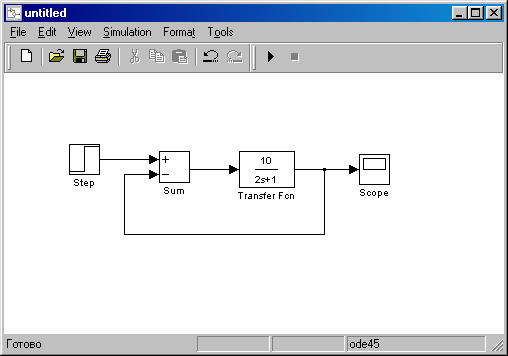 untitled
File Edit View Simulation Format Tools
+
−
10
2s+1
Step
Sum
Transfer Fcn
Scope
Готово
ode45